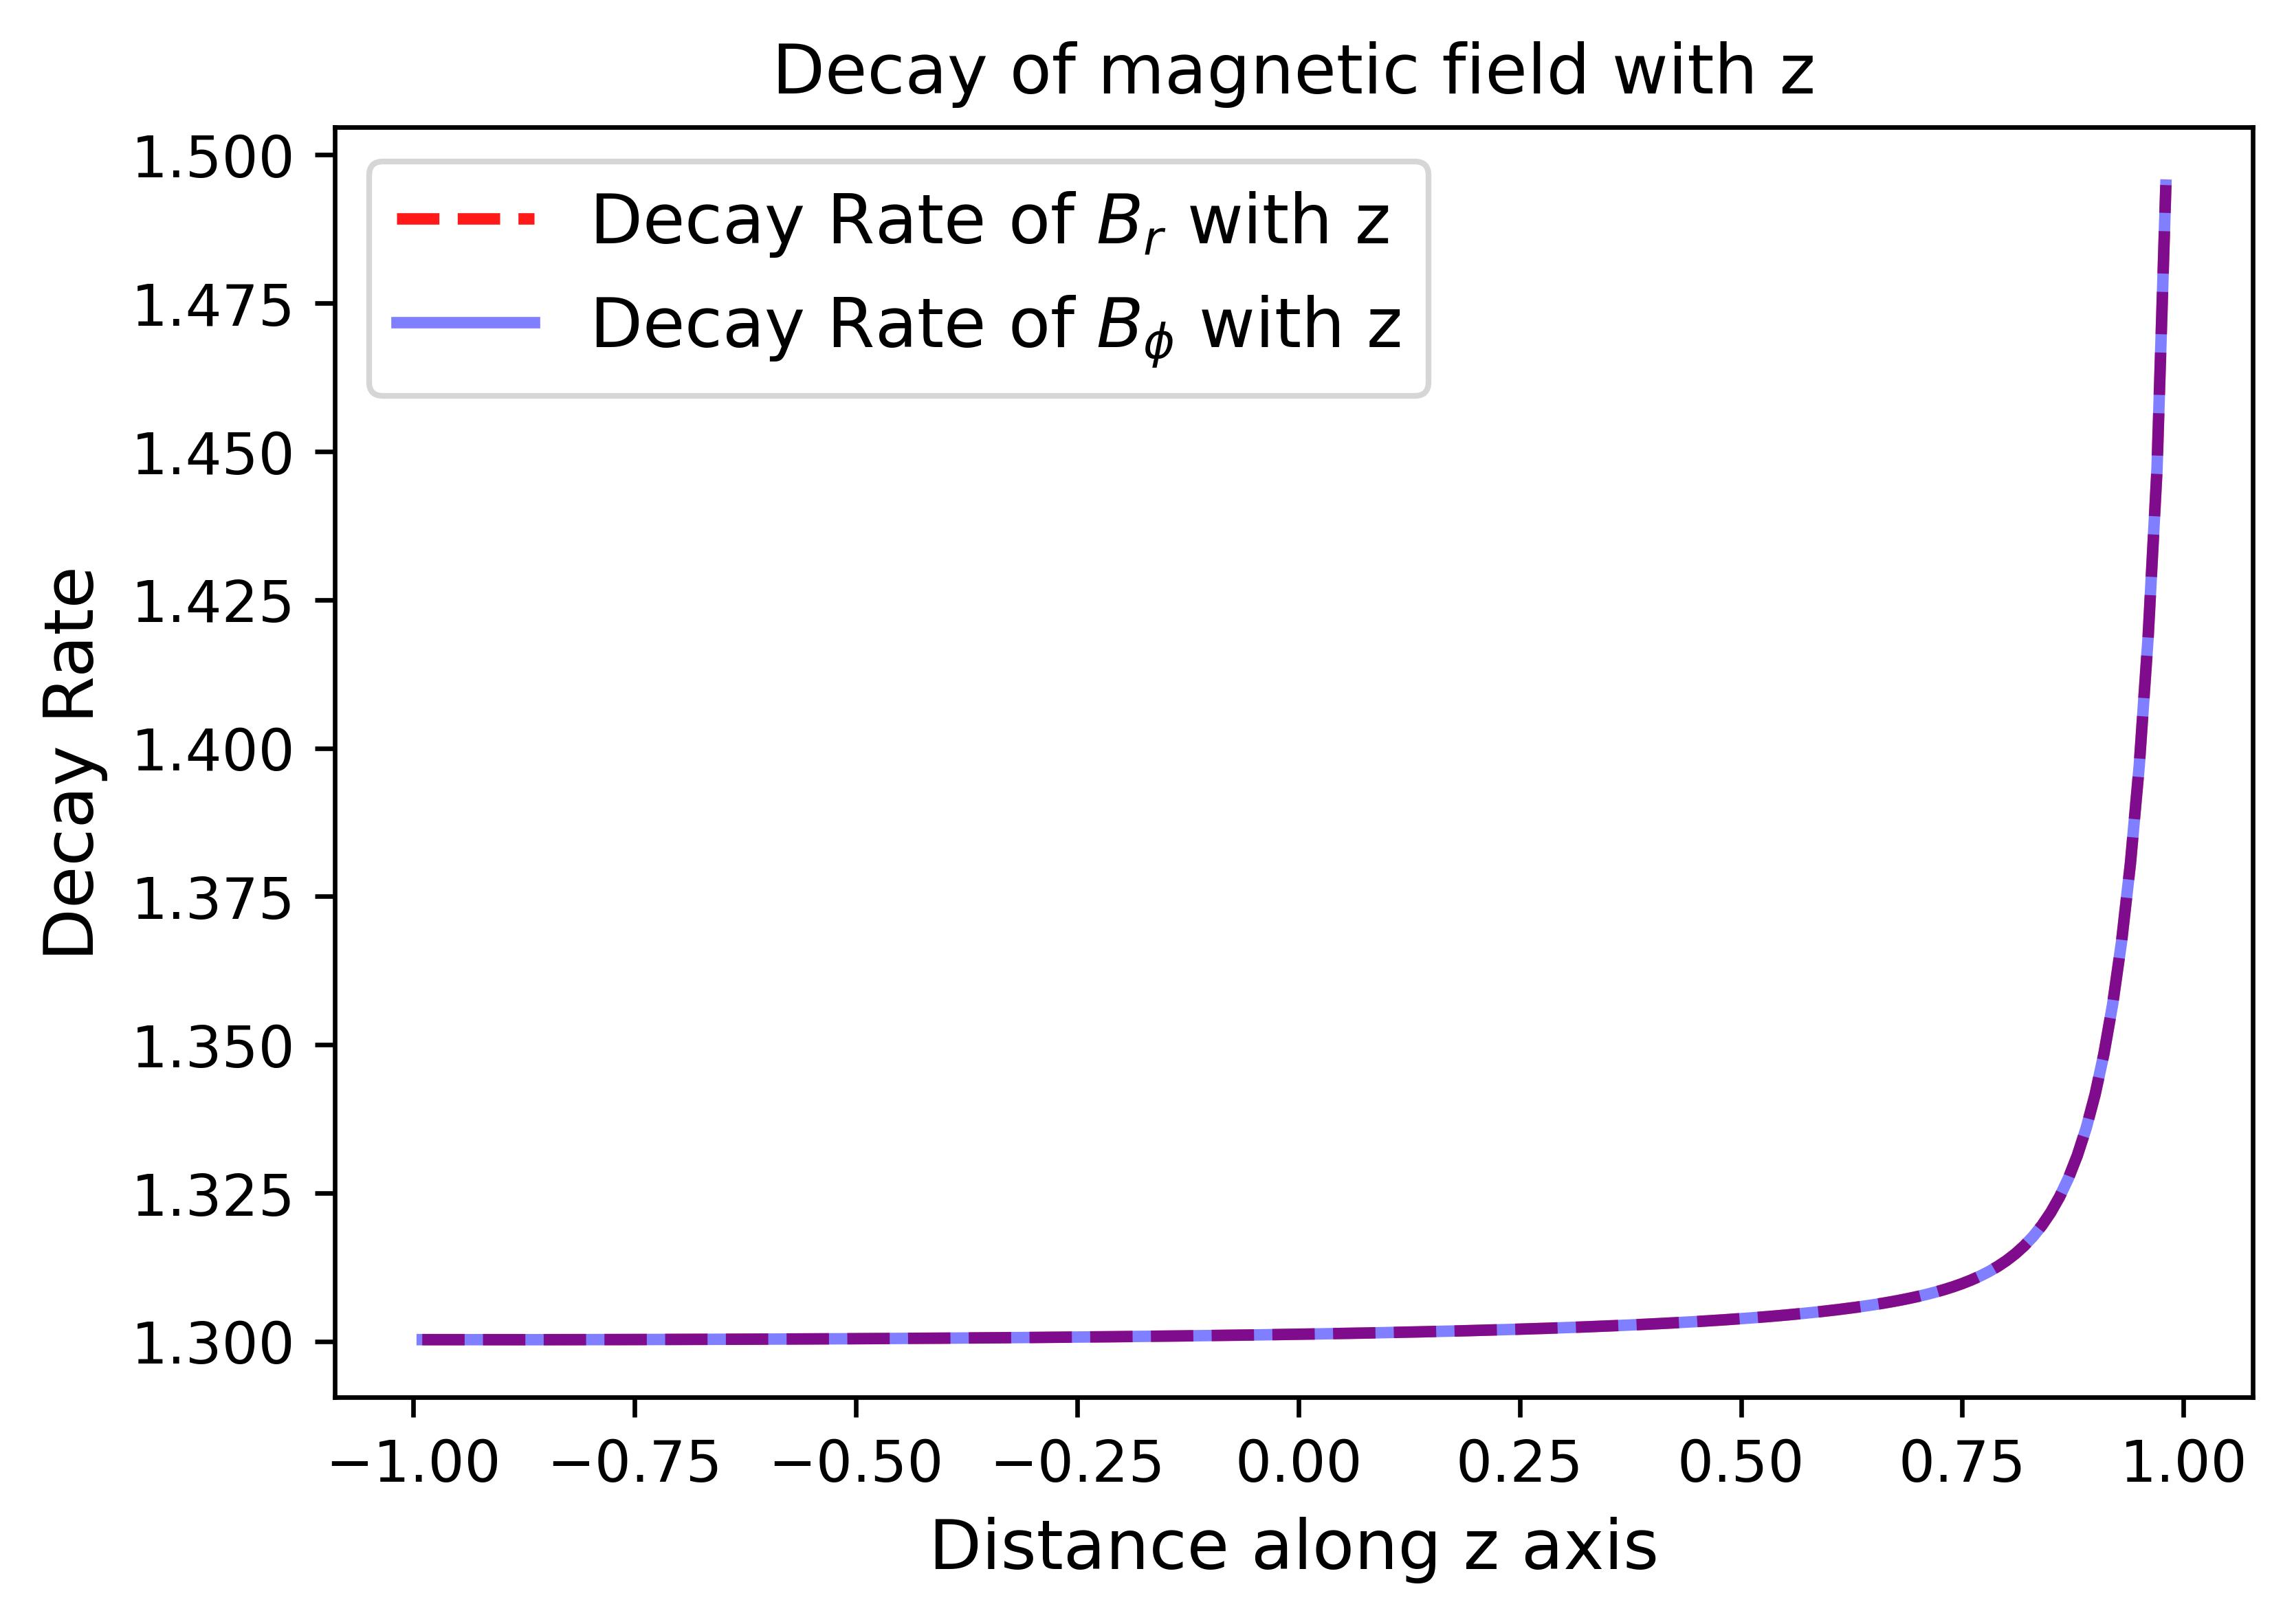 Decay of magnetic field with z
Decay Rate of B_r with z
Decay Rate of B_ϕ with z
Decay Rate
1.500
1.475
1.450
1.425
1.400
1.375
1.350
1.325
1.300
−1.00 −0.75 −0.50 −0.25 0.00 0.25 0.50 0.75 1.00
Distance along z axis